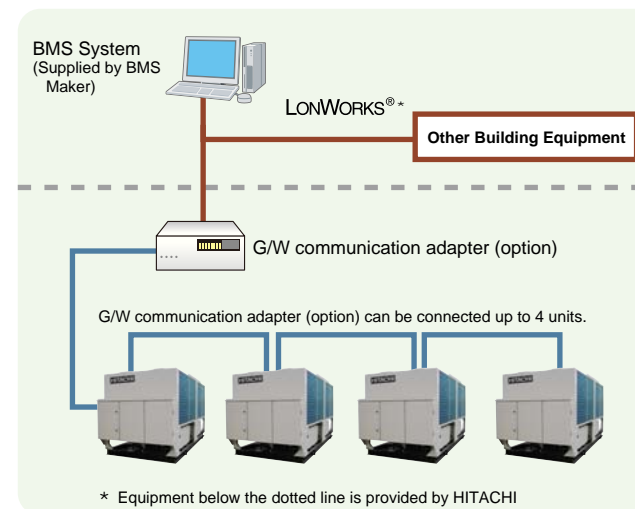 BMS System
(Supplied by BMS
Maker)
LONWORKS®*
Other Building Equipment
G/W communication adapter (option)
G/W communication adapter (option) can be connected up to 4 units.
HITACHI
HITACHI
HITACHI
HITACHI
* Equipment below the dotted line is provided by HITACHI